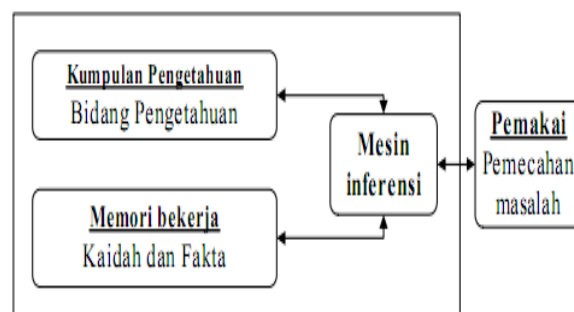 Kumpulan Pengetahuan
Bidang Pengetahuan
Memori bekerja
Kaidah dan Fakta
Mesin
inferensi
Pemakai
Pemecahan
masalah